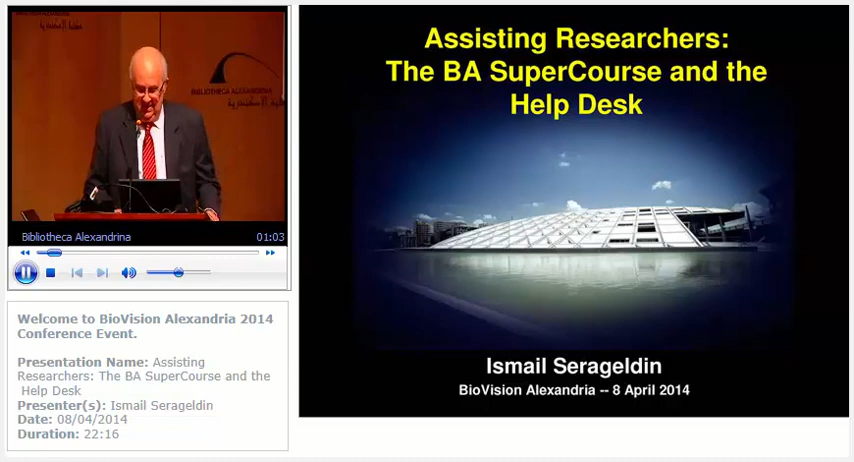 BIBLIOTHECA ALEXANDRINA
Bibliotheca Alexandrina
01:03
Welcome to BioVision Alexandria 2014
Conference Event.
Presentation Name: Assisting
Researchers: The BA SuperCourse and the
Help Desk
Presenter(s): Ismail Serageldin
Date: 08/04/2014
Duration: 22:16
Assisting Researchers:
The BA SuperCourse and the
Help Desk
Ismail Serageldin
BioVision Alexandria -- 8 April 2014